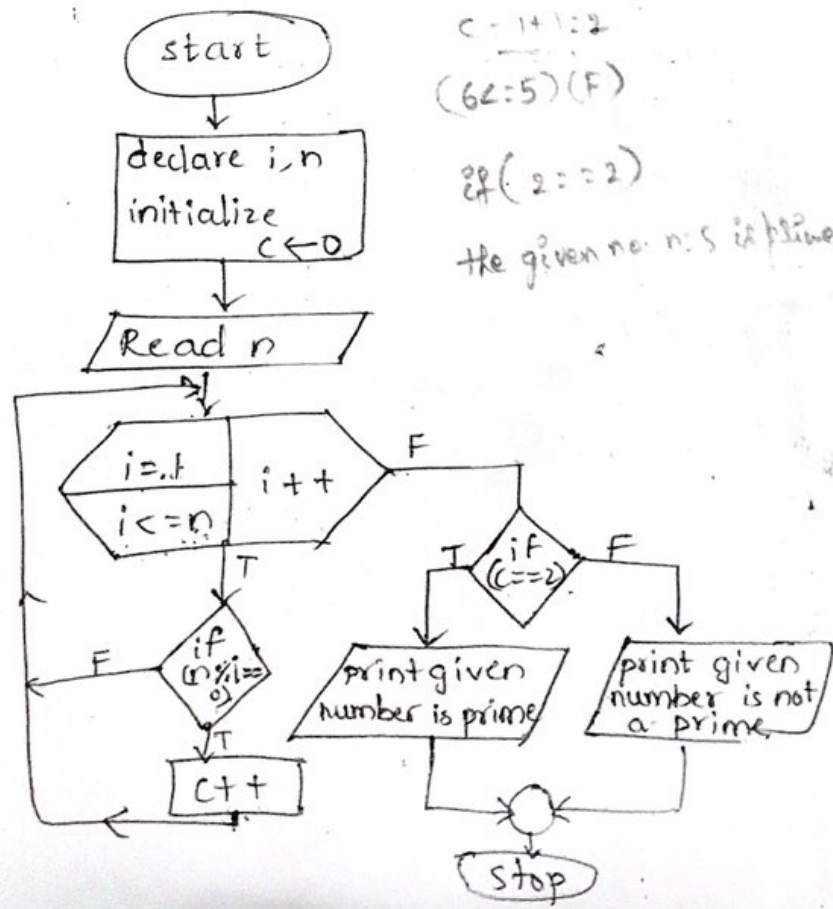 start
c = 1+1=2
(6<=5) (F)
if (2==2)
the given no. n=5 is prime
declare i, n
initialize
c ← 0
Read n
i=1
i<=n
i++
F
T
if
(n%i==
0)
F
T
c++
if
(c==2)
T
F
print given
number is prime
print given
number is not
a prime.
stop